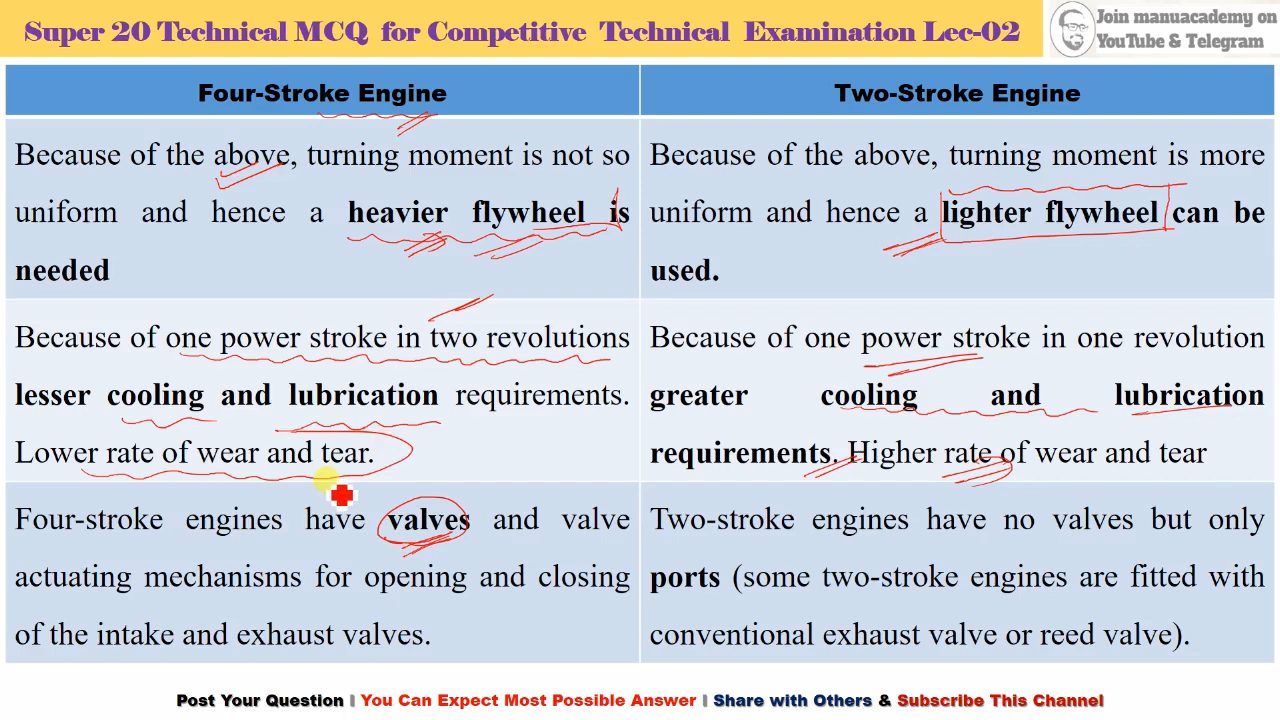 Super 20 Technical MCQ for Competitive Technical Examination Lec-02
Join manuacademy on
YouTube & Telegram
Four-Stroke Engine
Two-Stroke Engine
Because of the above, turning moment is not so
uniform and hence a heavier flywheel is
needed
Because of the above, turning moment is more
uniform and hence a lighter flywheel can be
used.
Because of one power stroke in two revolutions
lesser cooling and lubrication requirements.
Lower rate of wear and tear.
Because of one power stroke in one revolution
greater cooling and lubrication
requirements. Higher rate of wear and tear
Four-stroke engines have valves and valve
actuating mechanisms for opening and closing
of the intake and exhaust valves.
Two-stroke engines have no valves but only
ports (some two-stroke engines are fitted with
conventional exhaust valve or reed valve).
Post Your Question | You Can Expect Most Possible Answer | Share with Others & Subscribe This Channel